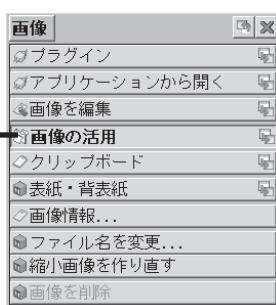 画像
プラグイン
アプリケーションから開く
画像を編集
画像の活用
クリップボード
表紙・背表紙
画像情報...
ファイル名を変更...
縮小画像を作り直す
画像を削除